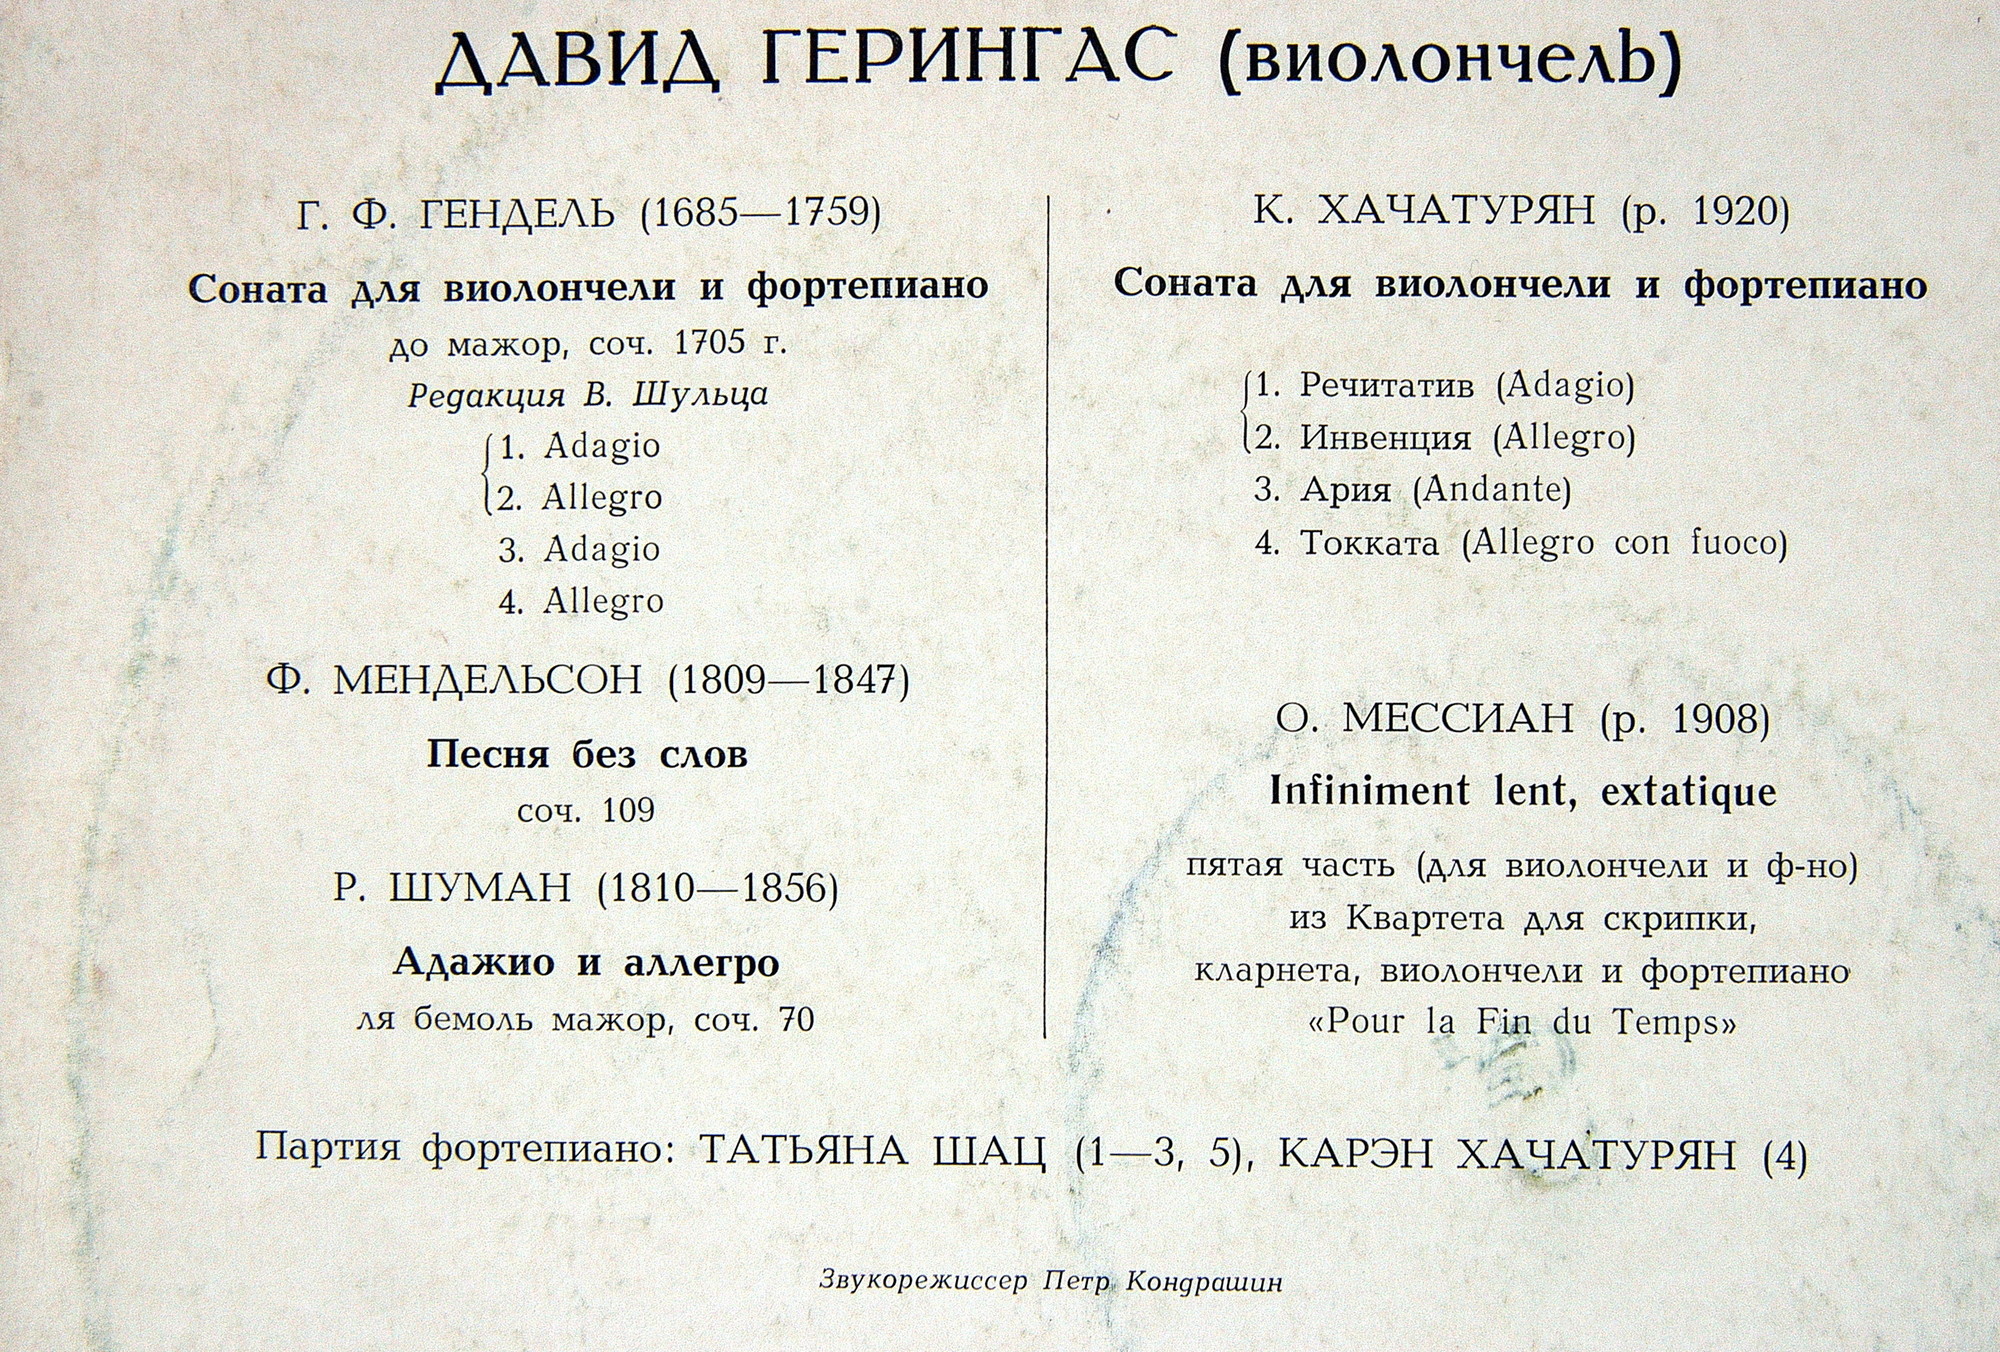 ДАВИД ГЕРИНГАС (виолончель)
Г. Ф. ГЕНДЕЛЬ (1685—1759)
Соната для виолончели и фортепиано
до мажор, соч. 1705 г.
Редакция В. Шульца
1. Adagio
2. Allegro
3. Adagio
4. Allegro
Ф. МЕНДЕЛЬСОН (1809—1847)
Песня без слов
соч. 109
Р. ШУМАН (1810—1856)
Адажио и аллегро
ля бемоль мажор, соч. 70
К. ХАЧАТУРЯН (р. 1920)
Соната для виолончели и фортепиано
1. Речитатив (Adagio)
2. Инвенция (Allegro)
3. Ария (Andante)
4. Токката (Allegro con fuoco)
О. МЕССИАН (р. 1908)
Infiniment lent, extatique
пятая часть (для виолончели и ф-но)
из Квартета для скрипки,
кларнета, виолончели и фортепиано
«Pour la Fin du Temps»
Партия фортепиано: ТАТЬЯНА ШАЦ (1—3, 5), КАРЭН ХАЧАТУРЯН (4)
Звукорежиссер Петр Кондрашин